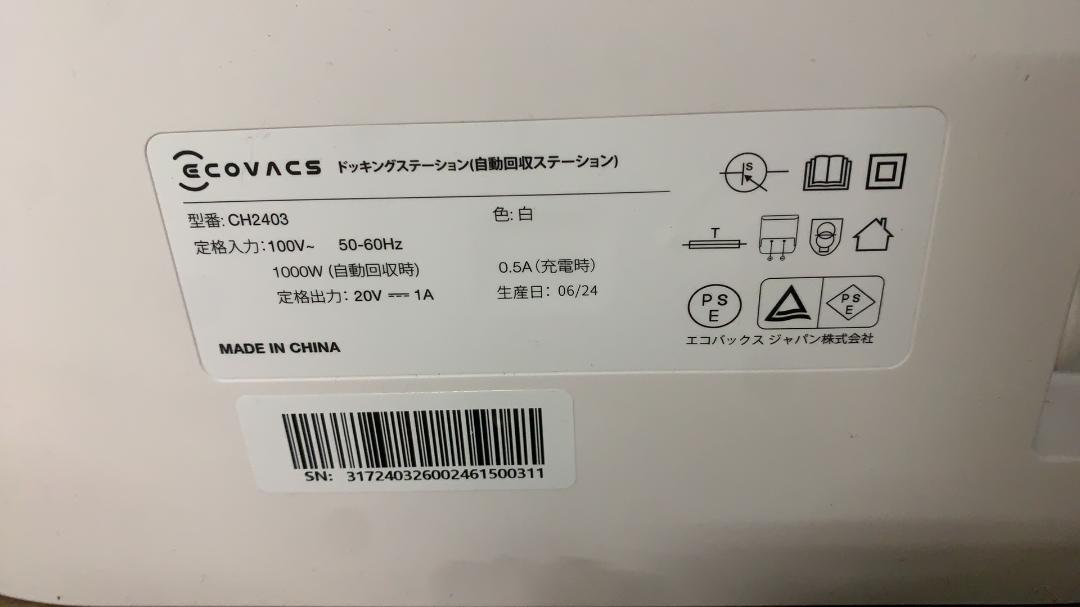 ECOVACS ドッキングステーション(自動回収ステーション)
型番: CH2403 色: 白
定格入力: 100V~ 50-60Hz
1000W (自動回収時) 0.5A(充電時)
定格出力: 20V ⎓ 1A 生産日: 06/24
MADE IN CHINA
S
T
PS
E
PS
E
エコバックス ジャパン株式会社
SN: 317240326002461500311